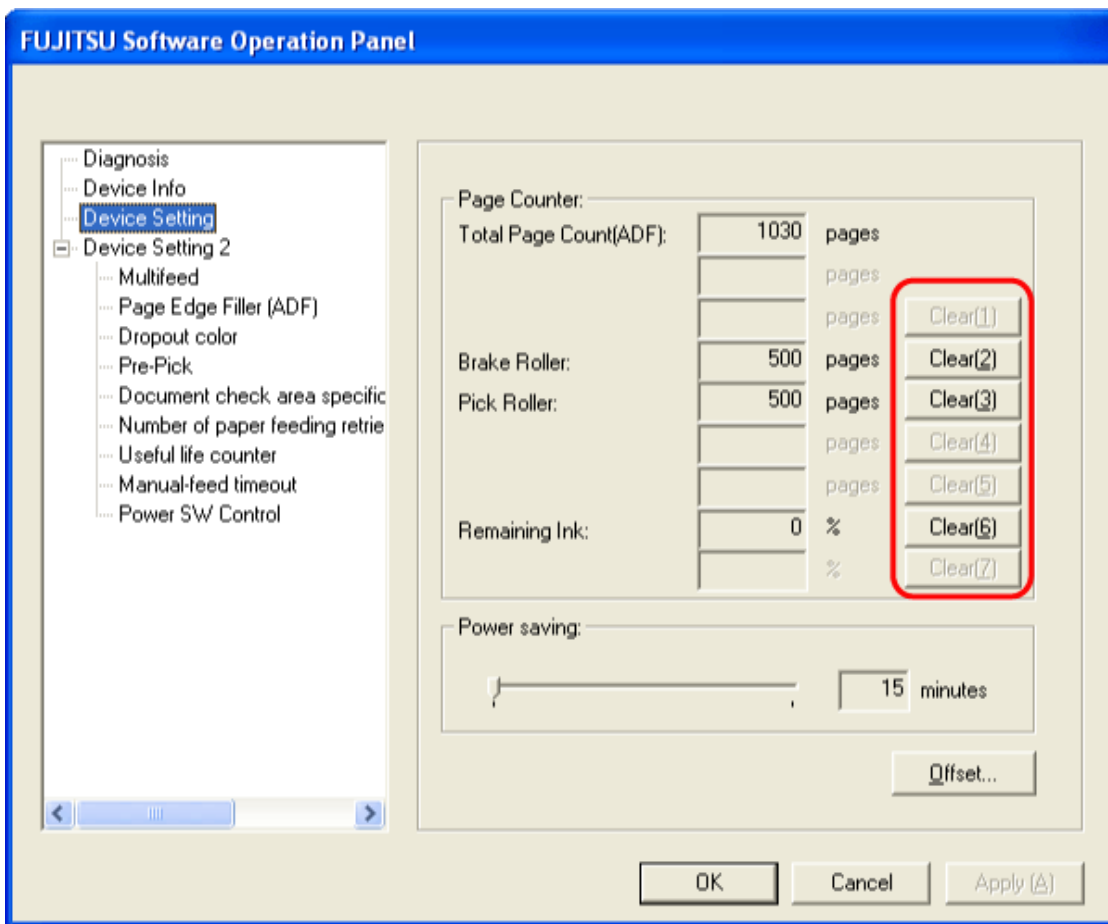 FUJITSU Software Operation Panel
Diagnosis
Device Info
Device Setting
Device Setting 2
Multifeed
Page Edge Filler (ADF)
Dropout color
Pre-Pick
Document check area specific
Number of paper feeding retrie
Useful life counter
Manual-feed timeout
Power SW Control
Page Counter:
Total Page Count(ADF): 1030 pages
pages
pages Clear(1)
Brake Roller: 500 pages Clear(2)
Pick Roller: 500 pages Clear(3)
pages Clear(4)
pages Clear(5)
Remaining Ink: 0 % Clear(6)
% Clear(7)
Power saving:
15 minutes
Offset...
OK Cancel Apply (A)